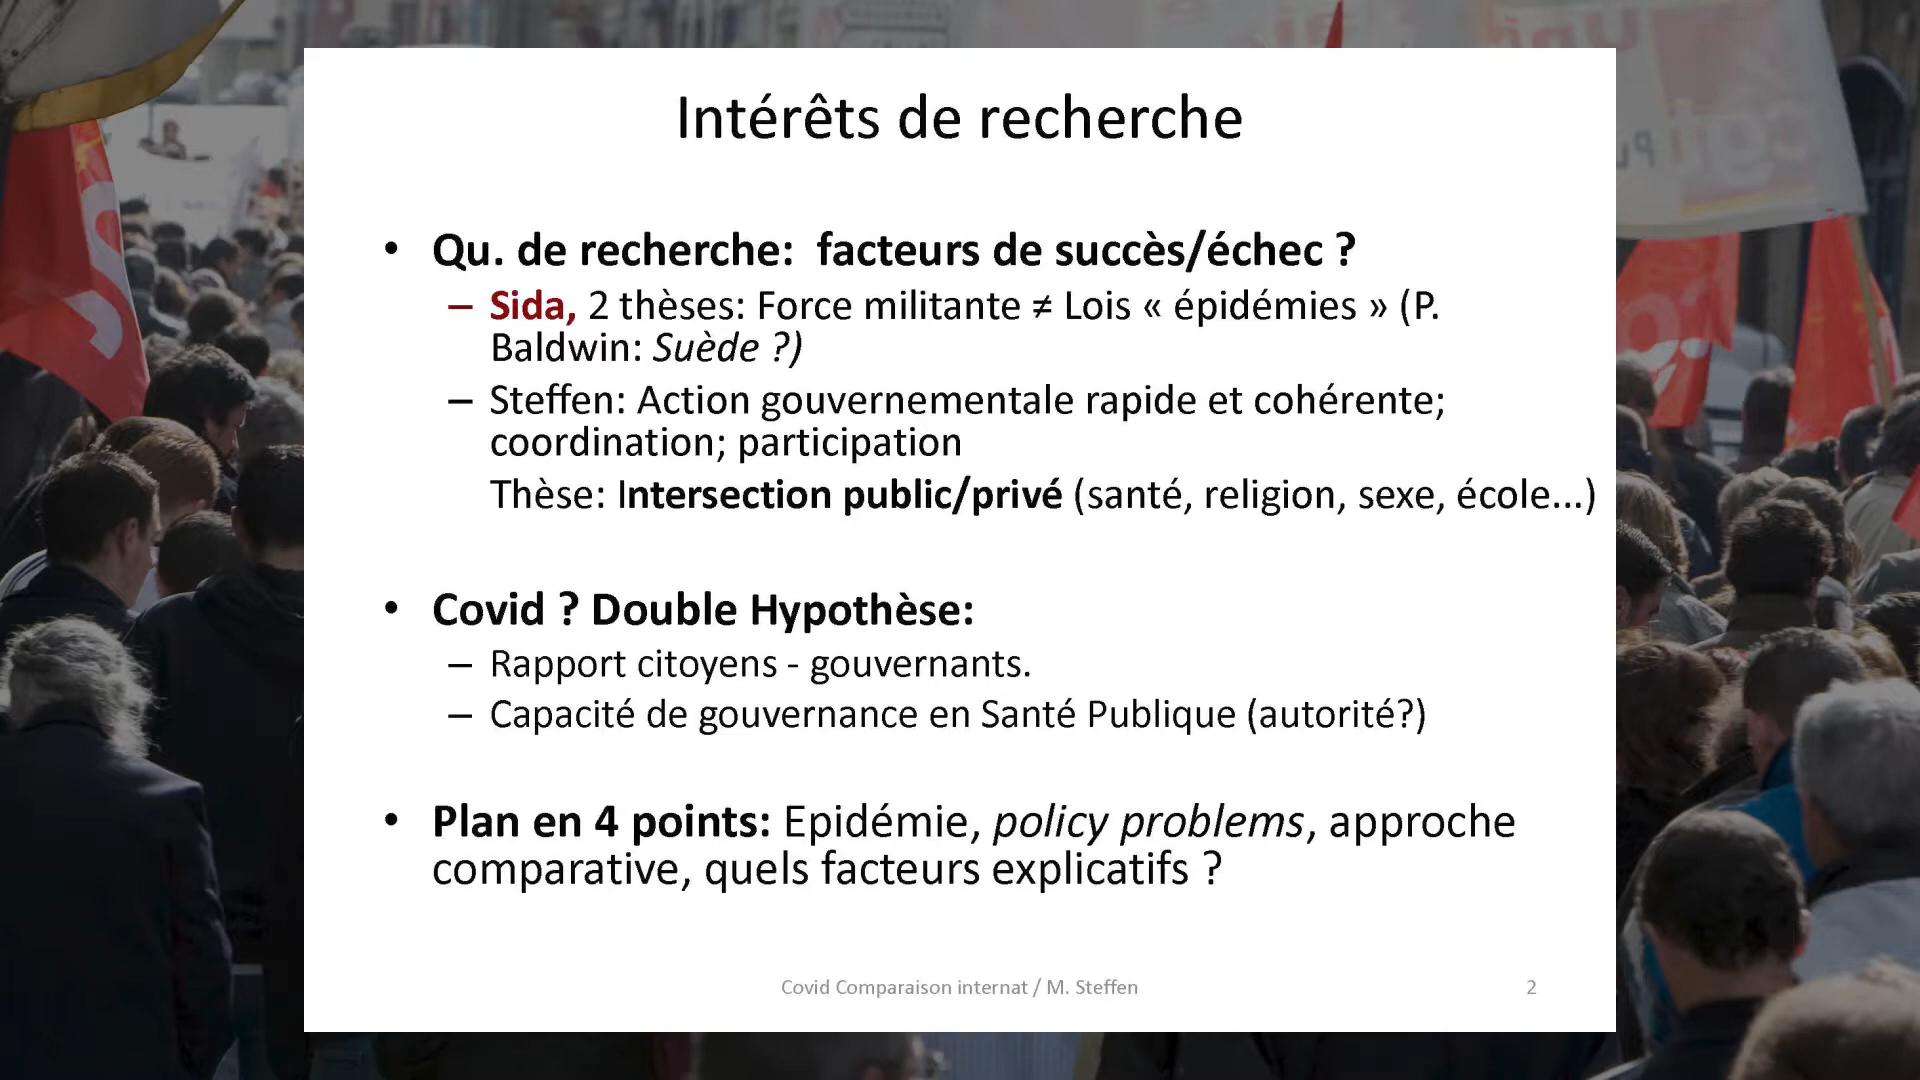 Intérêts de recherche
• Qu. de recherche:  facteurs de succès/échec ?
– Sida, 2 thèses: Force militante ≠ Lois « épidémies » (P.
Baldwin: Suède ?)
– Steffen: Action gouvernementale rapide et cohérente;
coordination; participation
Thèse: Intersection public/privé (santé, religion, sexe, école...)
• Covid ? Double Hypothèse:
– Rapport citoyens - gouvernants.
– Capacité de gouvernance en Santé Publique (autorité?)
• Plan en 4 points: Epidémie, policy problems, approche
comparative, quels facteurs explicatifs ?
Covid Comparaison internat / M. Steffen
2